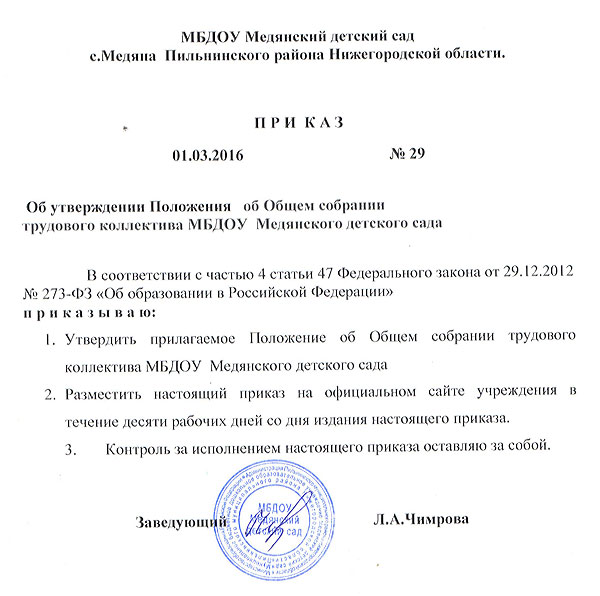 МБДОУ Медянский детский сад
с.Медяна Пильнинского района Нижегородской области.
П Р И К А З
01.03.2016 № 29
Об утверждении Положения об Общем собрании
трудового коллектива МБДОУ Медянского детского сада
В соответствии с частью 4 статьи 47 Федерального закона от 29.12.2012
№ 273-ФЗ «Об образовании в Российской Федерации»
п р и к а з ы в а ю:
1. Утвердить прилагаемое Положение об Общем собрании трудового
коллектива МБДОУ Медянского детского сада
2. Разместить настоящий приказ на официальном сайте учреждения в
течение десяти рабочих дней со дня издания настоящего приказа.
3. Контроль за исполнением настоящего приказа оставляю за собой.
МБДОУ
Медянский
детский сад
Заведующий Л.А.Чимрова